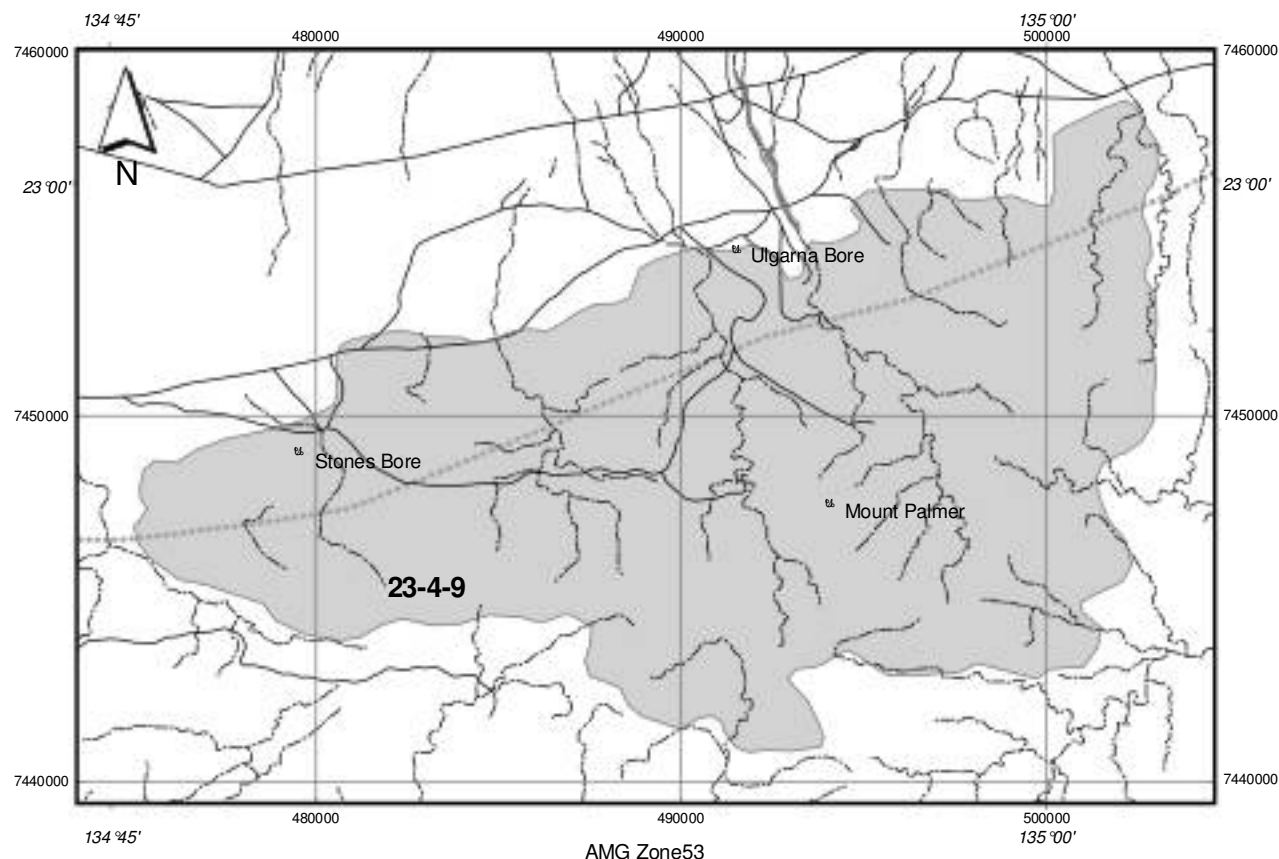 134 °45' 135 °00'
480000 490000 500000
7460000 7460000
N
23 °00' 23 °00'
Ulgarna Bore
7450000 7450000
Stones Bore
Mount Palmer
23-4-9
7440000 7440000
480000 490000 500000
134 °45' 135 °00'
AMG Zone53